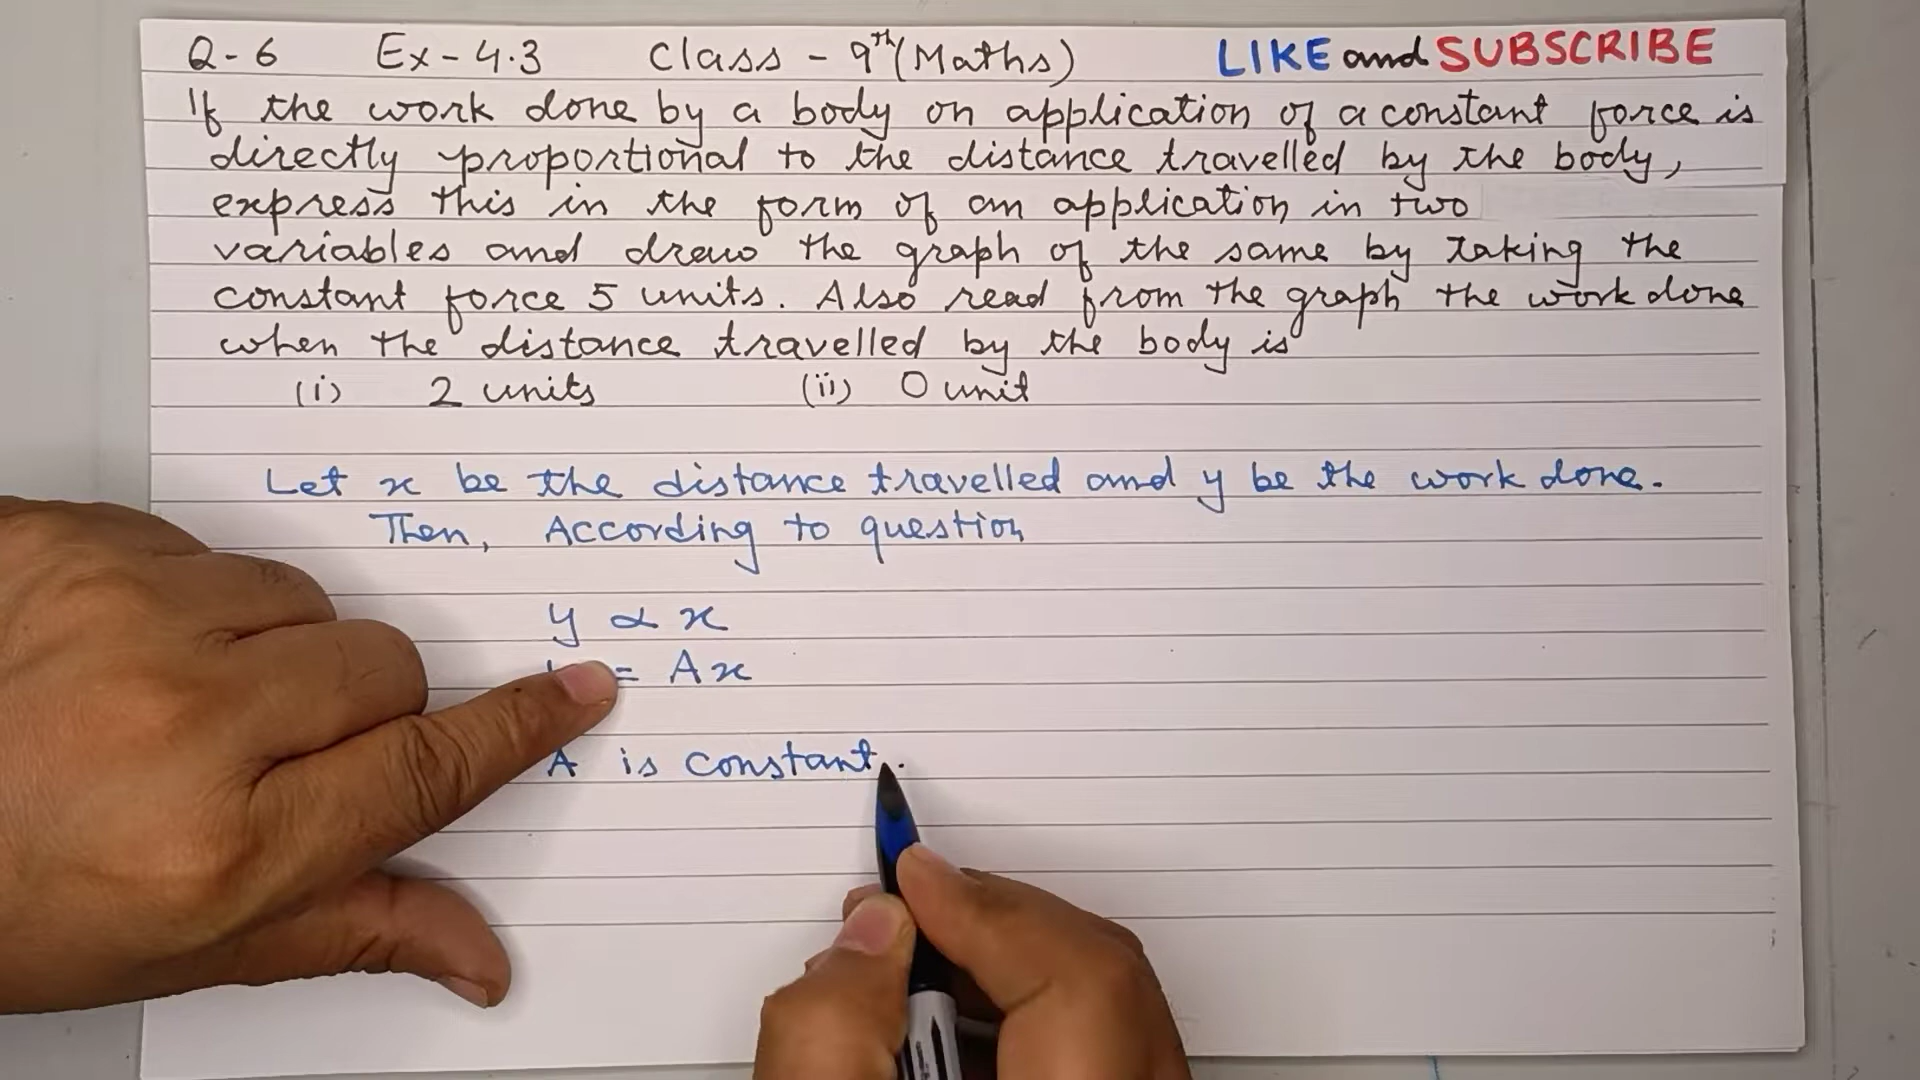 Q-6 Ex-4.3 Class-9th (Maths) LIKE and SUBSCRIBE
If the work done by a body on application of a constant force is
directly proportional to the distance travelled by the body,
express this in the form of an application in two
variables and draw the graph of the same by taking the
constant force 5 units. Also read from the graph the work done
when the distance travelled by the body is
(i) 2 units (ii) 0 unit
Let x be the distance travelled and y be the work done.
Then, According to question
y ∝ x
= Ax
A is constant.